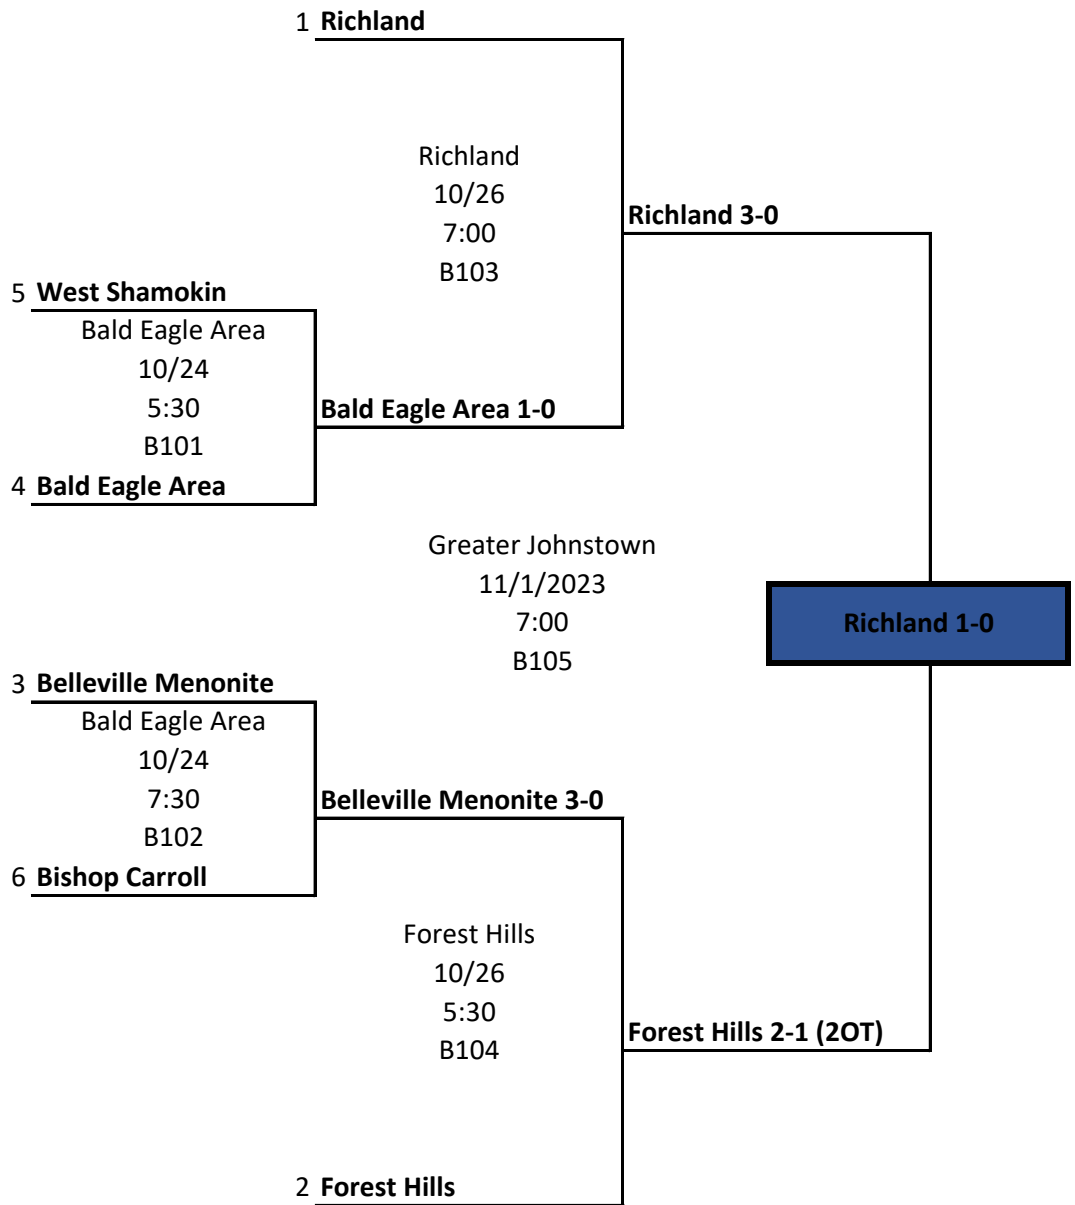 1 Richland
Richland
10/26
7:00
B103
Richland 3-0
5 West Shamokin
Bald Eagle Area
10/24
5:30
B101
Bald Eagle Area 1-0
4 Bald Eagle Area
Greater Johnstown
11/1/2023
7:00
B105
Richland 1-0
3 Belleville Menonite
Bald Eagle Area
10/24
7:30
B102
Belleville Menonite 3-0
6 Bishop Carroll
Forest Hills
10/26
5:30
B104
Forest Hills 2-1 (2OT)
2 Forest Hills